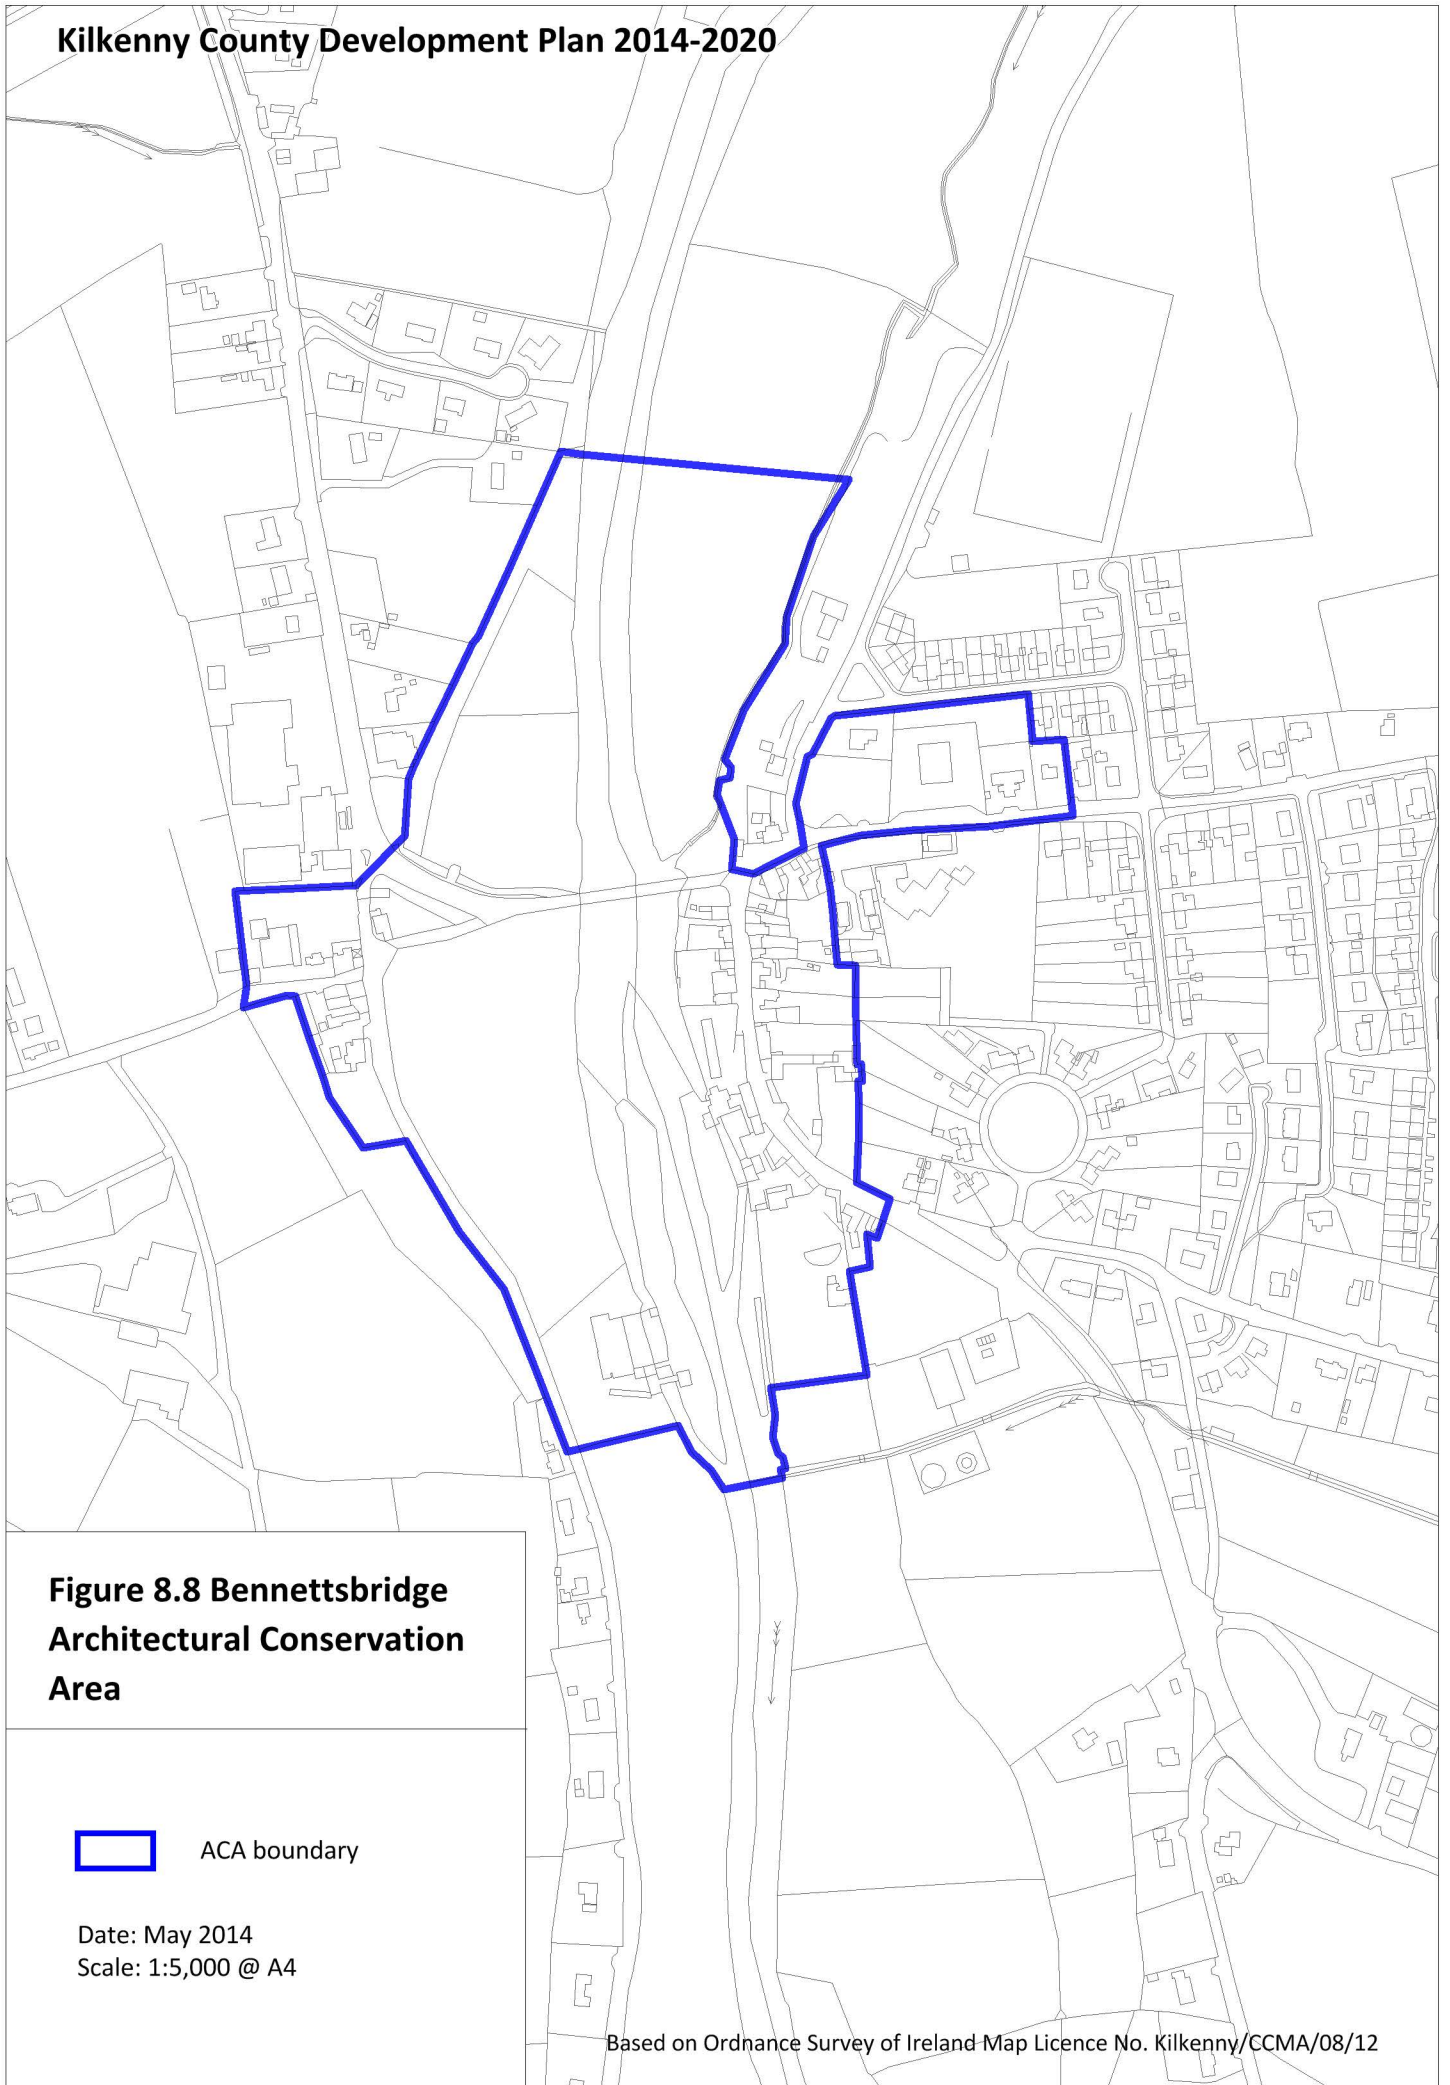 Kilkenny County Development Plan 2014-2020
Figure 8.8 Bennettsbridge
Architectural Conservation
Area
ACA boundary
Date: May 2014
Scale: 1:5,000 @ A4
Based on Ordnance Survey of Ireland Map Licence No. Kilkenny/CCMA/08/12